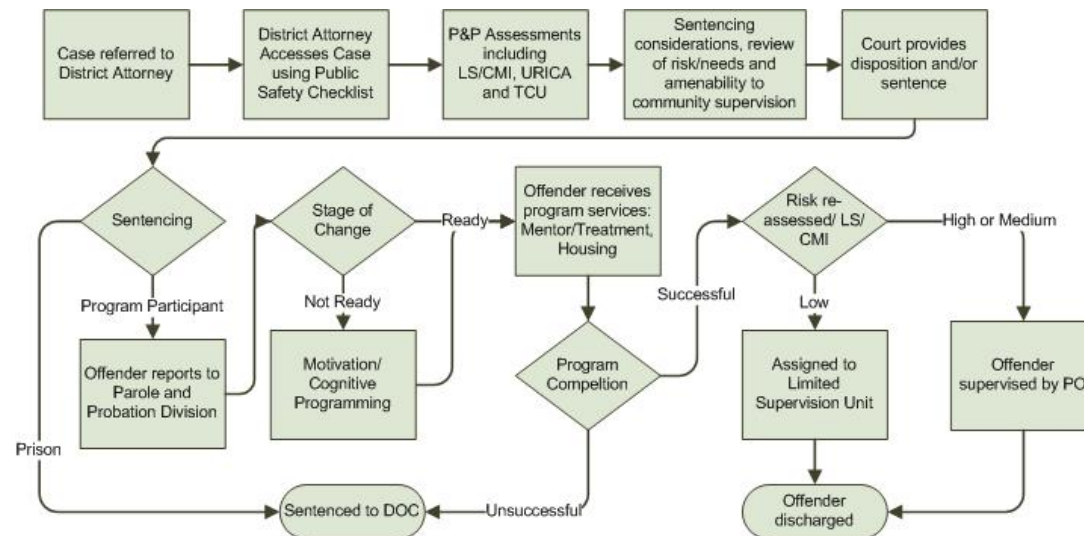 Case referred to
District Attorney
District Attorney
Accesses Case
using Public
Safety Checklist
P&P Assessments
including
LS/CMI, URICA
and TCU
Sentencing
considerations, review
of risk/needs and
amenability to
community supervision
Court provides
disposition and/or
sentence
Sentencing
Stage of
Change
Ready
Offender receives
program services:
Mentor/Treatment,
Housing
Risk re-
assessed/ LS/
CMI
High or Medium
Program Participant
Not Ready
Successful
Low
Offender reports to
Parole and
Probation Division
Motivation/
Cognitive
Programming
Program
Compeltion
Assigned to
Limited
Supervision Unit
Offender
supervised by PO
Prison
Sentenced to DOC
Unsuccessful
Offender
discharged